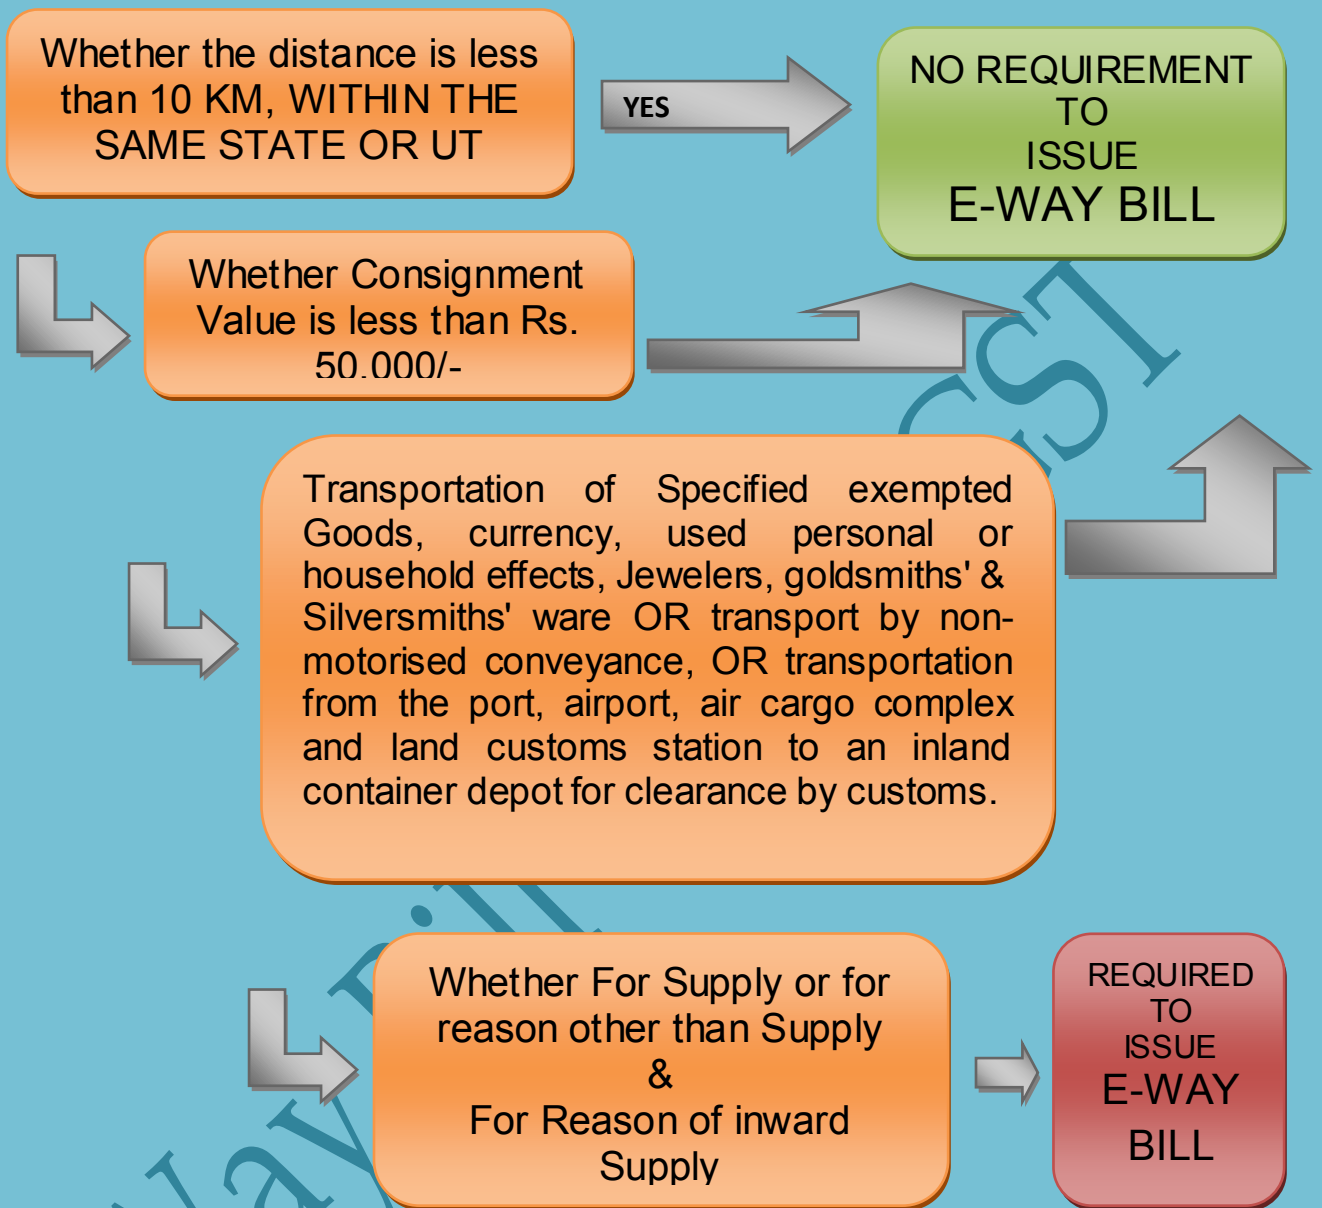 Whether the distance is less
than 10 KM, WITHIN THE
SAME STATE OR UT
YES
NO REQUIREMENT
TO
ISSUE
E-WAY BILL
Whether Consignment
Value is less than Rs.
50.000/-
Transportation of Specified exempted
Goods, currency, used personal or
household effects, Jewelers, goldsmiths' &
Silversmiths' ware OR transport by non-
motorised conveyance, OR transportation
from the port, airport, air cargo complex
and land customs station to an inland
container depot for clearance by customs.
Whether For Supply or for
reason other than Supply
&
For Reason of inward
Supply
REQUIRED
TO
ISSUE
E-WAY
BILL
Way
GST